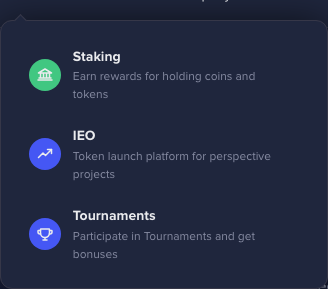 Staking
Earn rewards for holding coins and
tokens
IEO
Token launch platform for perspective
projects
Tournaments
Participate in Tournaments and get
bonuses